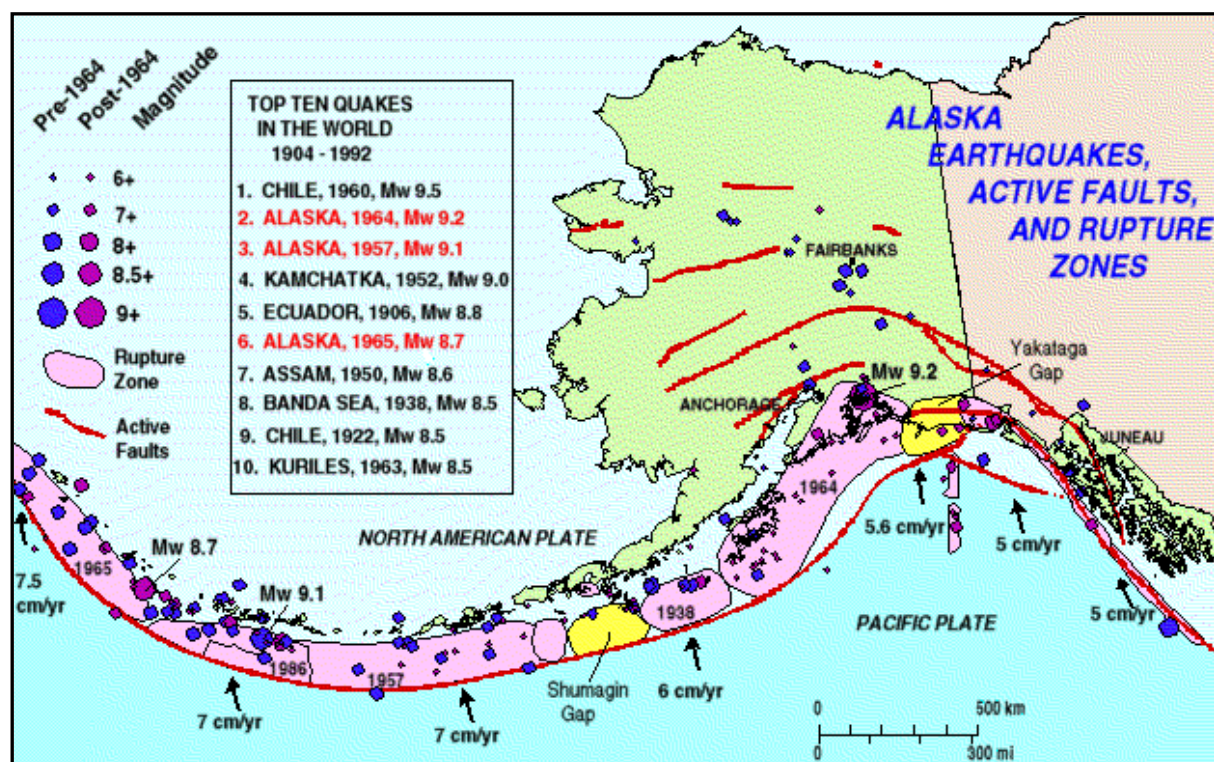 Pre-1964
Post-1964
Magnitude
6+
7+
8+
8.5+
9+
Rupture
Zone
Active
Faults
TOP TEN QUAKES
IN THE WORLD
1904 - 1992
1. CHILE, 1960, Mw 9.5
2. ALASKA, 1964, Mw 9.2
3. ALASKA, 1957, Mw 9.1
4. KAMCHATKA, 1952, Mw
5. ECUADOR, 1906, Mw 8.8
6. ALASKA, 1965, Mw 8.7
7. ASSAM, 1950, Mw 8.6
8. BANDA SEA, Mw 8.5
9. CHILE, 1922, Mw 8.5
10. KURILES, 1963, Mw 8.5
ALASKA
EARTHQUAKES,
ACTIVE FAULTS,
AND RUPTURE
ZONES
FAIRBANKS
Yakataga
Gap
Mw 9.2
ANCHORAGE
JUNEAU
1964
NORTH AMERICAN PLATE
5.6 cm/yr
5 cm/yr
Mw 8.7
1965
7.5
cm/yr
Mw 9.1
1938
5 cm/yr
PACIFIC PLATE
1986
1957
Shumagin
Gap
6 cm/yr
7 cm/yr
7 cm/yr
0 500 km
0 300 mi